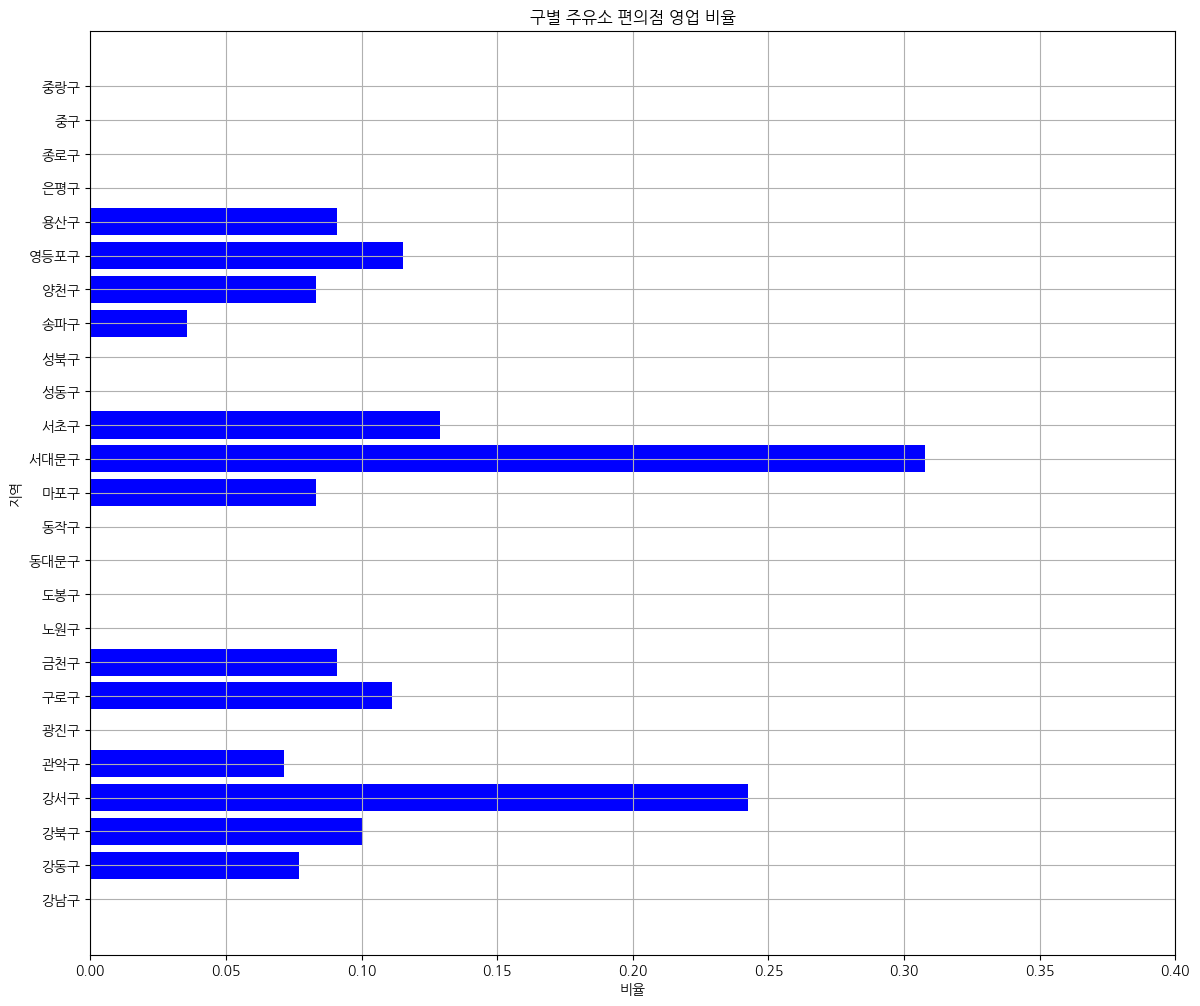 구별 주유소 편의점 영업 비율
중랑구
중구
종로구
은평구
용산구
영등포구
양천구
송파구
성북구
성동구
서초구
서대문구
마포구
동작구
동대문구
도봉구
노원구
금천구
구로구
광진구
관악구
강서구
강북구
강동구
강남구
지역
0.00 0.05 0.10 0.15 0.20 0.25 0.30 0.35 0.40
비율